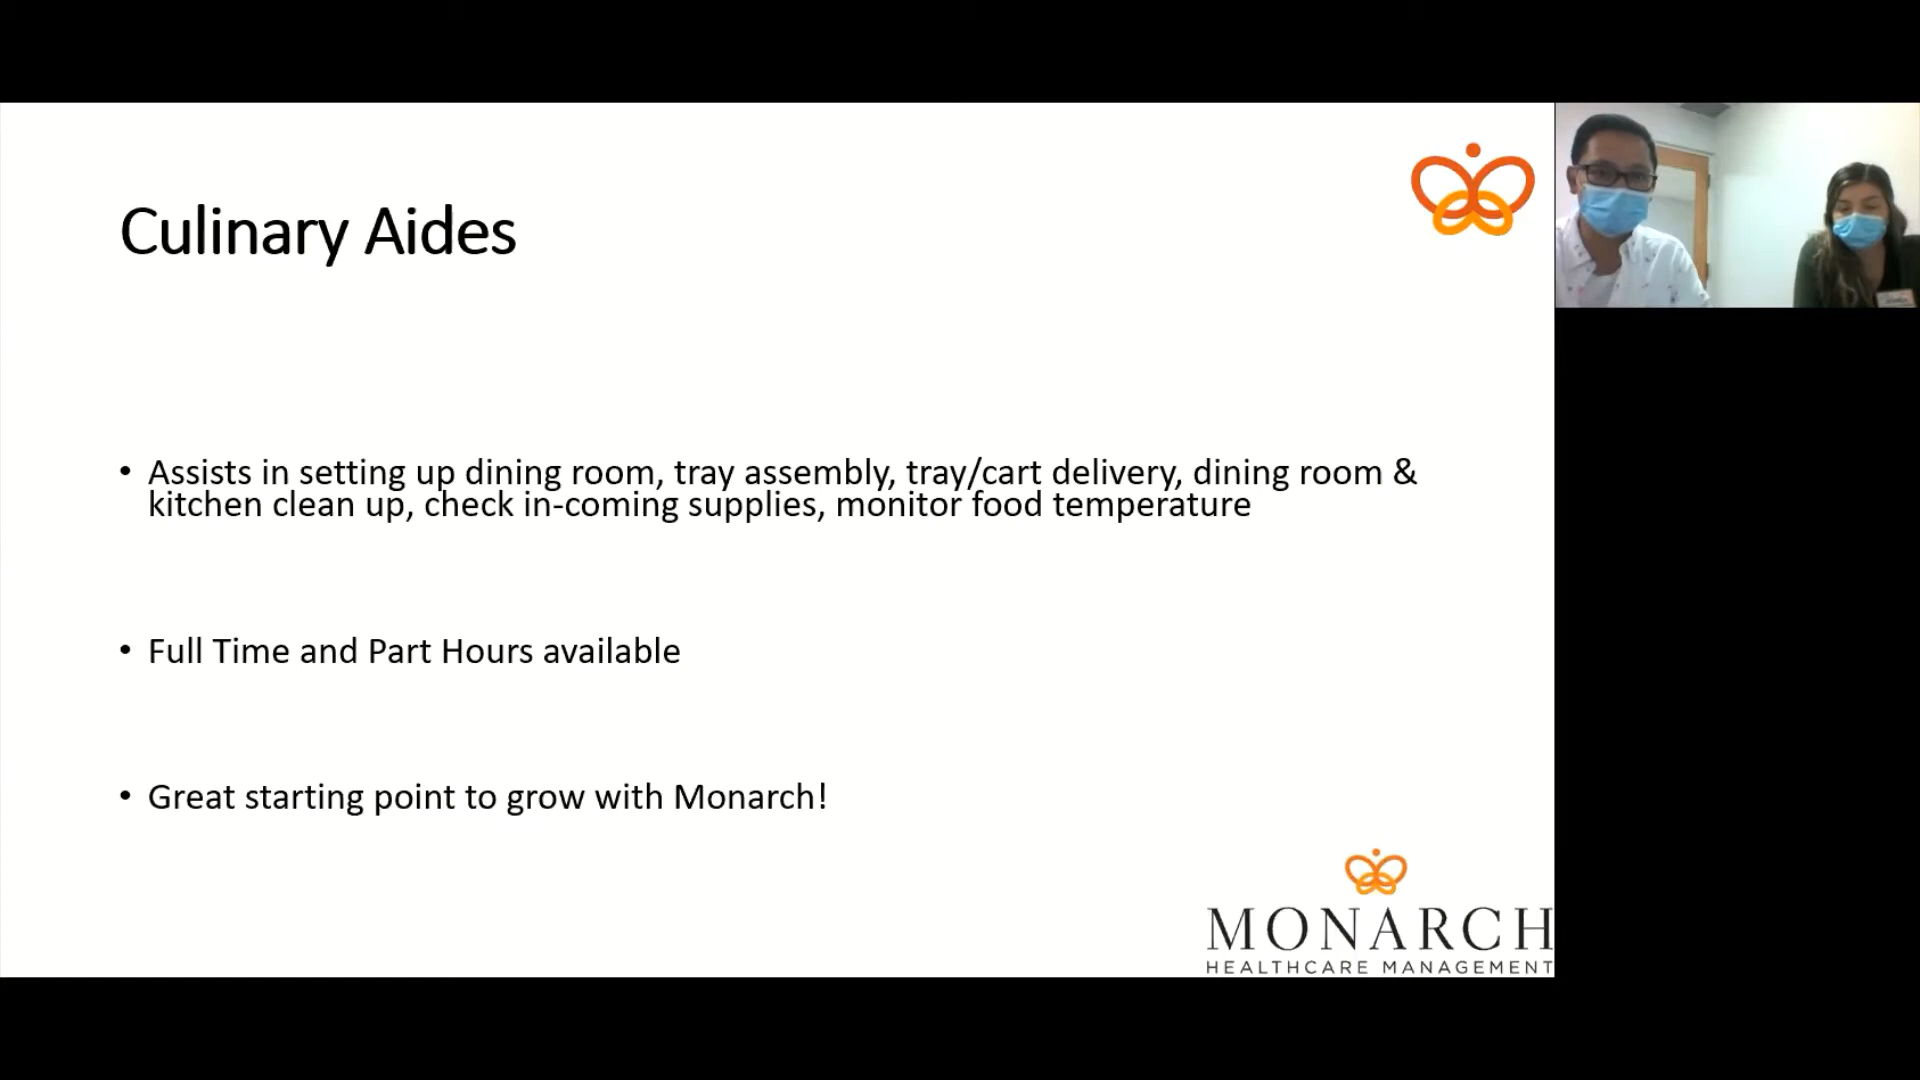 Culinary Aides
• Assists in setting up dining room, tray assembly, tray/cart delivery, dining room &
kitchen clean up, check in-coming supplies, monitor food temperature
• Full Time and Part Hours available
• Great starting point to grow with Monarch!
MONARCH
HEALTHCARE MANAGEMENT